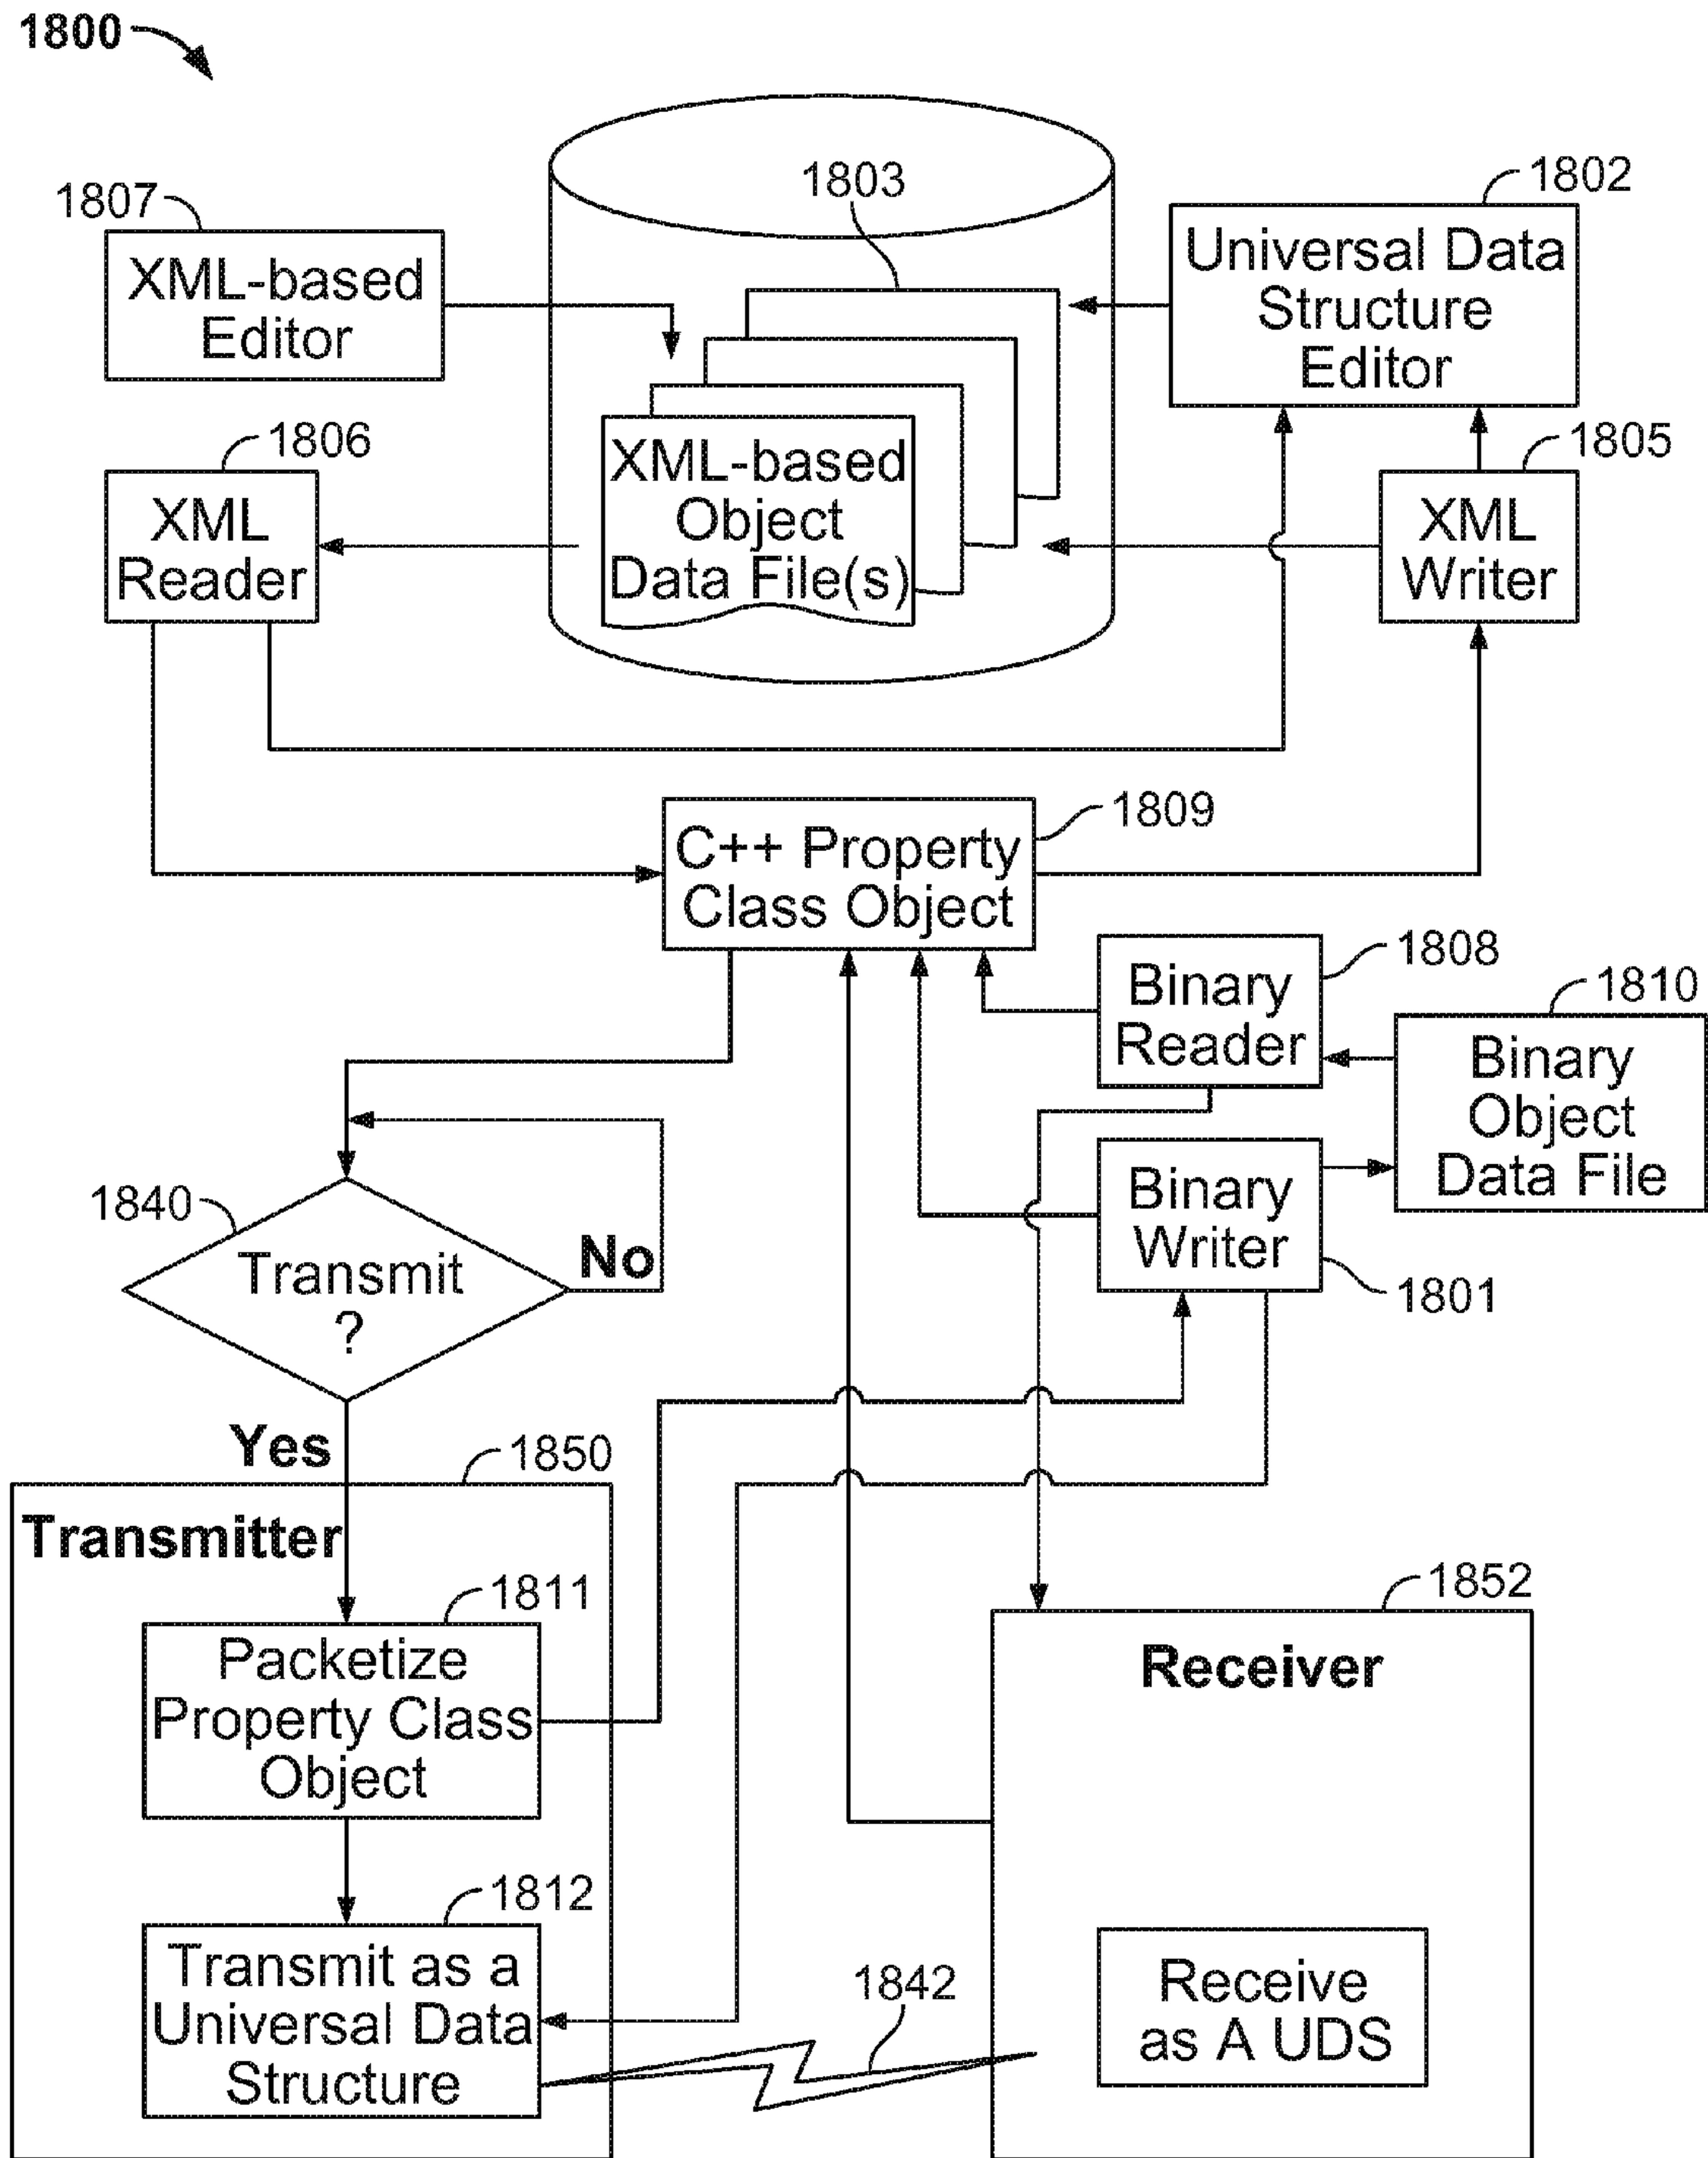 1800
1803
1802
1807
Universal Data
Structure
Editor
XML-based
Editor
1806
1805
XML-based
Object
Data File(s)
XML
Reader
XML
Writer
1809
C++ Property
Class Object
1808
Binary
Reader
1810
Binary
Object
Data File
Binary
Writer
1801
1840
Transmit
?
No
Yes
1850
Transmitter
1811
Packetize
Property Class
Object
1852
Receiver
1812
Transmit as a
Universal Data
Structure
1842
Receive
as A UDS